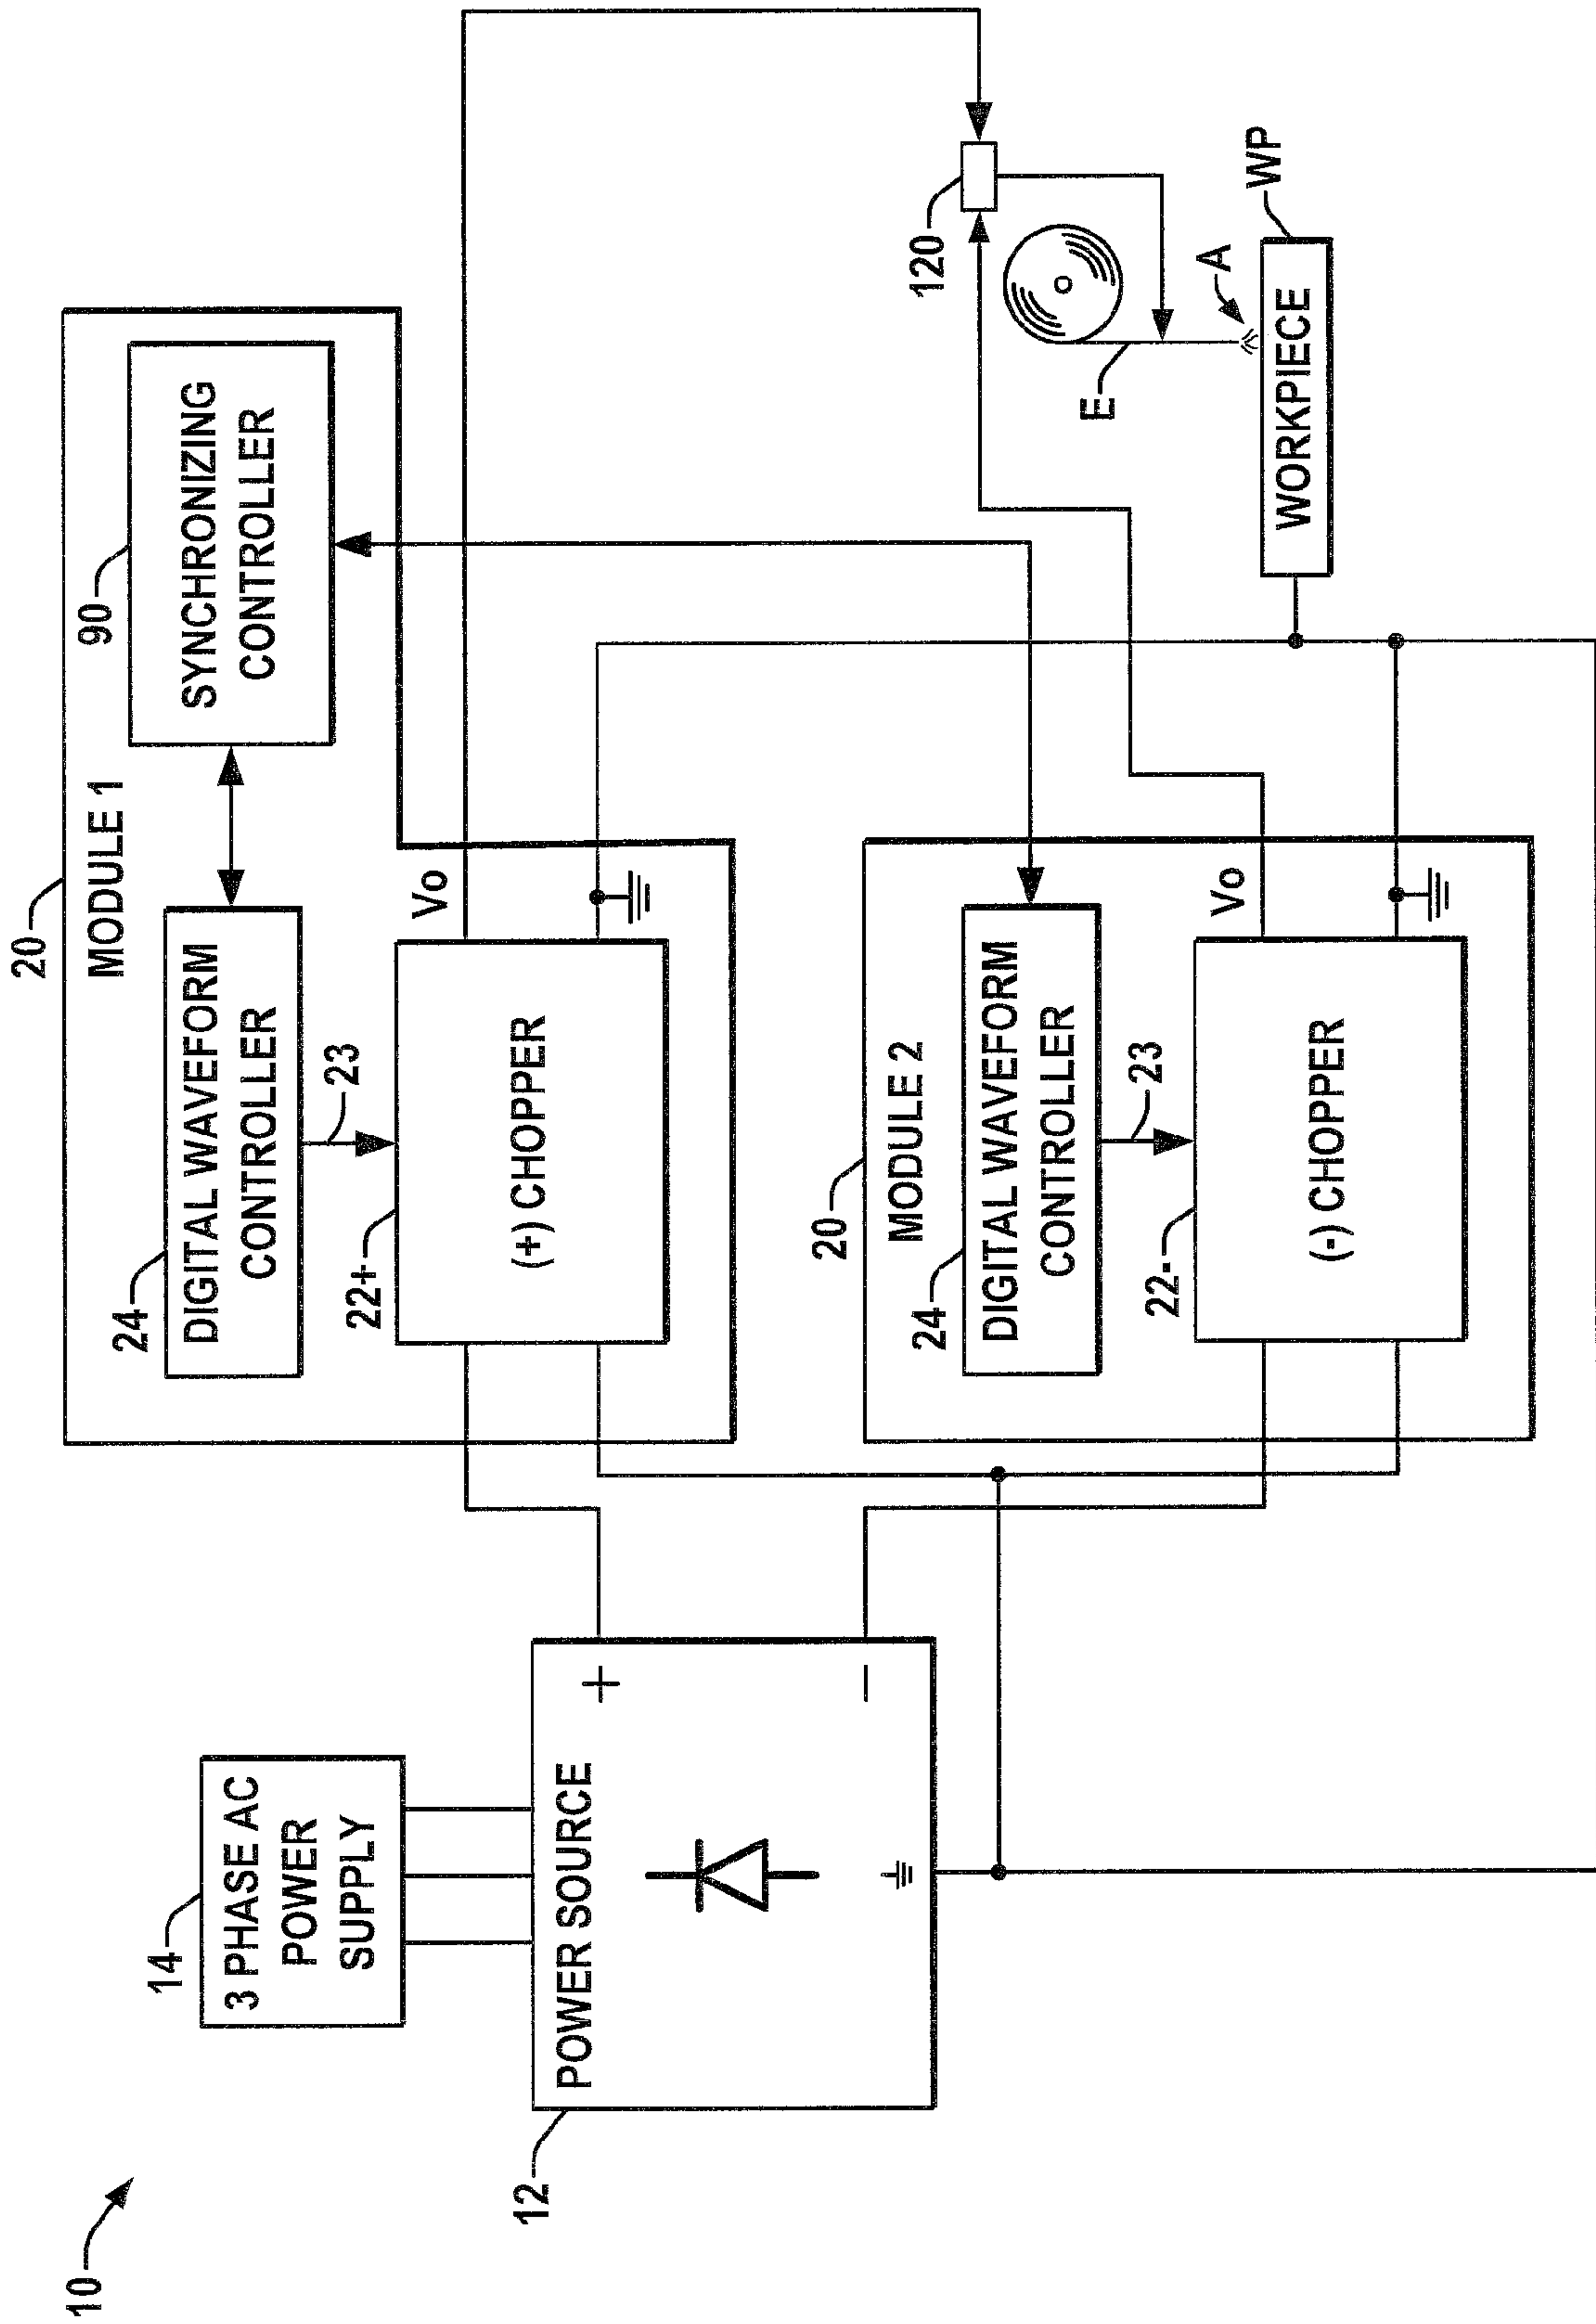 10
14
3 PHASE AC
POWER
SUPPLY
12
POWER SOURCE
+
−
20
MODULE 1
24
DIGITAL WAVEFORM
CONTROLLER
90
SYNCHRONIZING
CONTROLLER
23
22+
(+) CHOPPER
Vo
20
MODULE 2
24
DIGITAL WAVEFORM
CONTROLLER
23
22-
(-) CHOPPER
Vo
120
E
A
WP
WORKPIECE